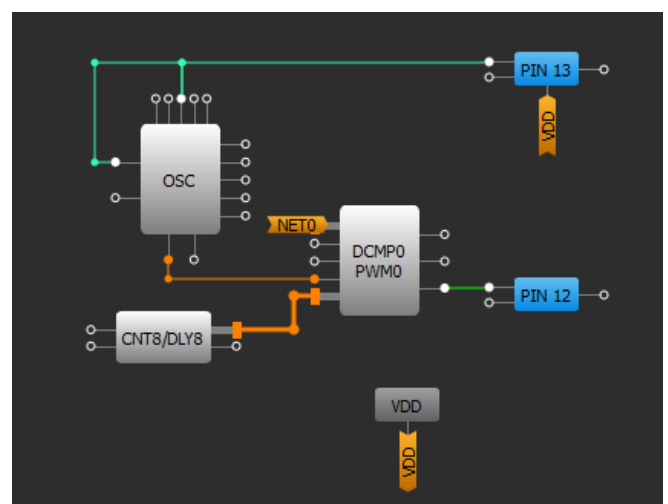 PIN 13
VDD
OSC
NET0
DCMP0
PWM0
PIN 12
CNT8/DLY8
VDD
VDD